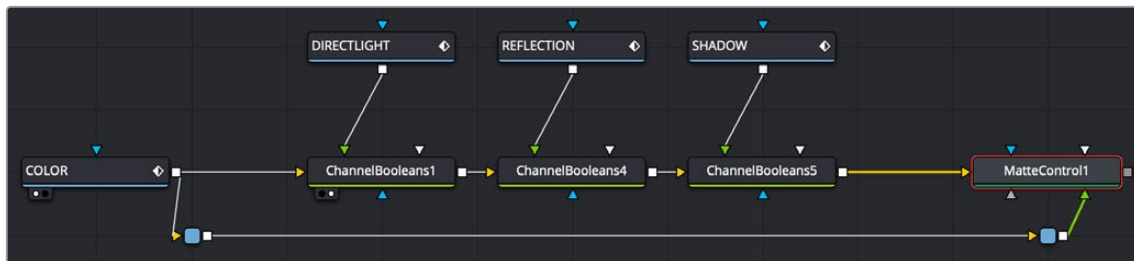 DIRECTLIGHT
REFLECTION
SHADOW
COLOR
ChannelBooleans1
ChannelBooleans4
ChannelBooleans5
MatteControl1